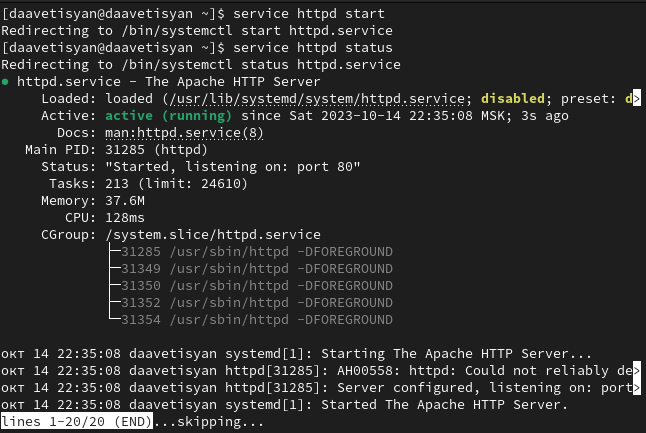 [daavetisyan@daavetisyan ~]$ service httpd start
Redirecting to /bin/systemctl start httpd.service
[daavetisyan@daavetisyan ~]$ service httpd status
Redirecting to /bin/systemctl status httpd.service
● httpd.service - The Apache HTTP Server
     Loaded: loaded (/usr/lib/systemd/system/httpd.service; disabled; preset: d>
     Active: active (running) since Sat 2023-10-14 22:35:08 MSK; 3s ago
       Docs: man:httpd.service(8)
   Main PID: 31285 (httpd)
     Status: "Started, listening on: port 80"
      Tasks: 213 (limit: 24610)
     Memory: 37.6M
        CPU: 128ms
     CGroup: /system.slice/httpd.service
             ├─31285 /usr/sbin/httpd -DFOREGROUND
             ├─31349 /usr/sbin/httpd -DFOREGROUND
             ├─31350 /usr/sbin/httpd -DFOREGROUND
             ├─31352 /usr/sbin/httpd -DFOREGROUND
             └─31354 /usr/sbin/httpd -DFOREGROUND
окт 14 22:35:08 daavetisyan systemd[1]: Starting The Apache HTTP Server...
окт 14 22:35:08 daavetisyan httpd[31285]: AH00558: httpd: Could not reliably de>
окт 14 22:35:08 daavetisyan httpd[31285]: Server configured, listening on: port>
окт 14 22:35:08 daavetisyan systemd[1]: Started The Apache HTTP Server.
lines 1-20/20 (END)...skipping...